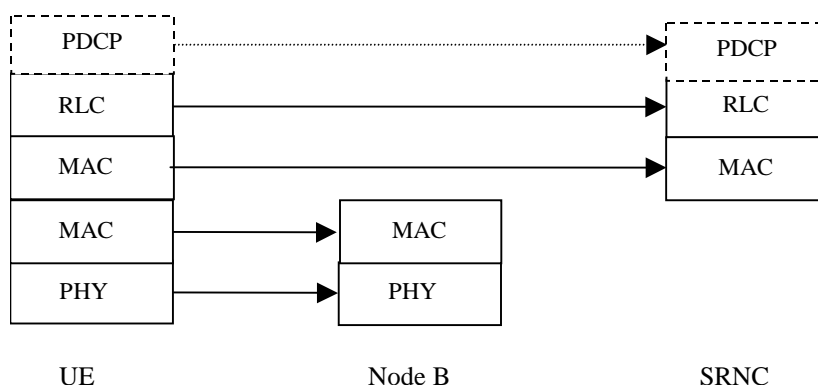 PDCP PDCP
RLC RLC
MAC MAC
MAC MAC
PHY PHY
UE Node B SRNC